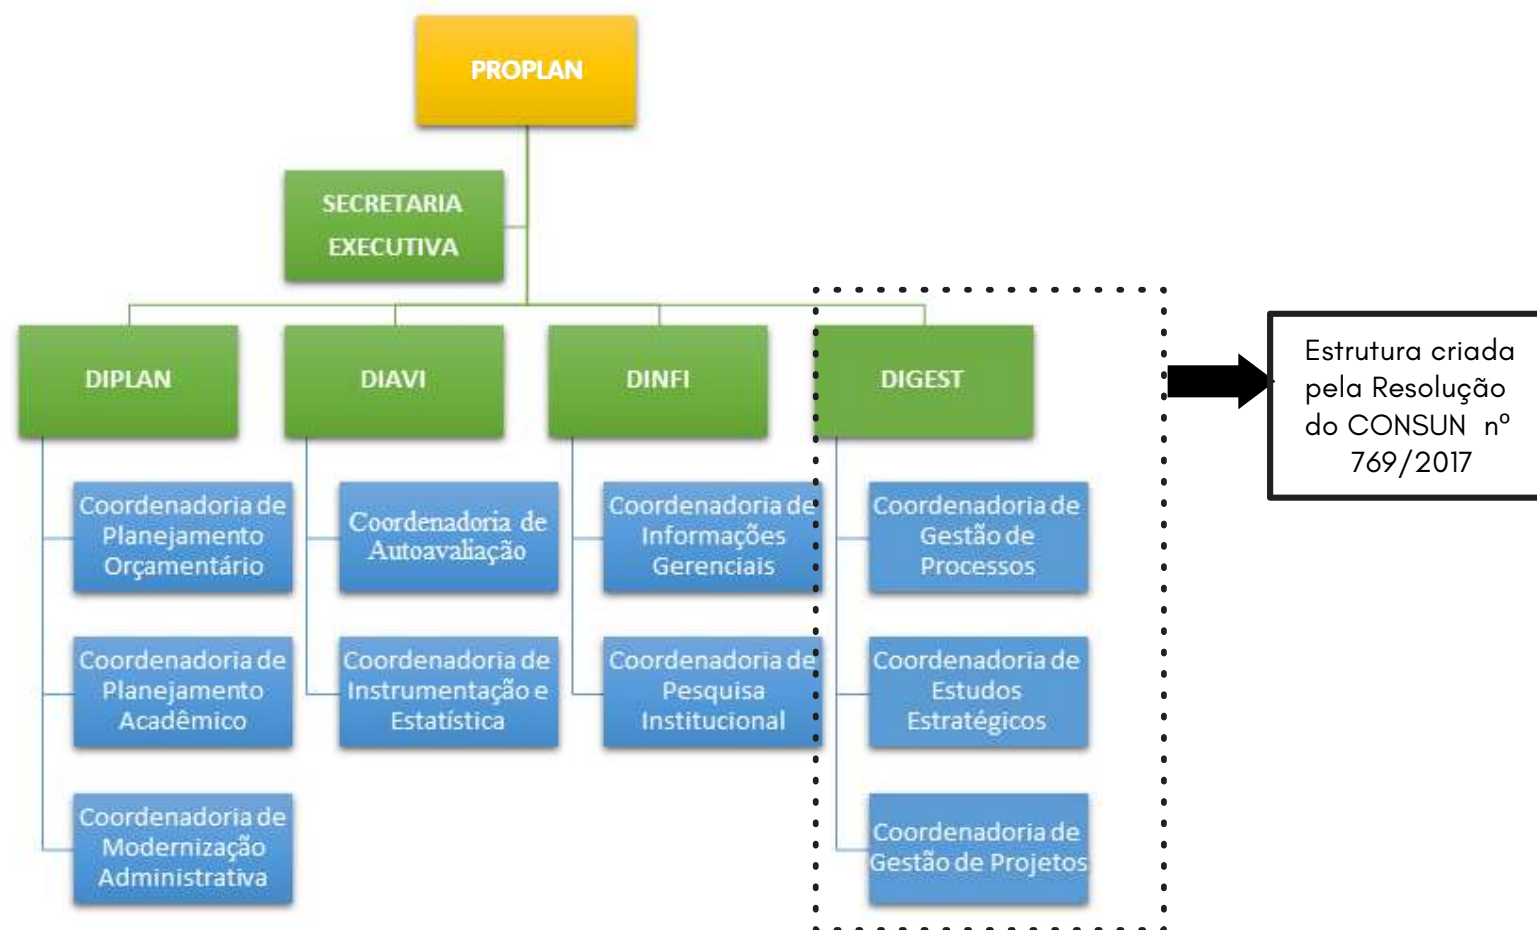 PROPLAN
SECRETARIA
EXECUTIVA
DIPLAN
DIAVI
DINFI
DIGEST
Estrutura criada
pela Resolução
do CONSUN nº
769/2017
Coordenadoria de
Planejamento
Orçamentário
Coordenadoria de
Autoavaliação
Coordenadoria de
Informações
Gerenciais
Coordenadoria de
Gestão de
Processos
Coordenadoria de
Planejamento
Acadêmico
Coordenadoria de
Instrumentação e
Estatística
Coordenadoria de
Pesquisa
Institucional
Coordenadoria de
Estudos
Estratégicos
Coordenadoria de
Modernização
Administrativa
Coordenadoria de
Gestão de Projetos